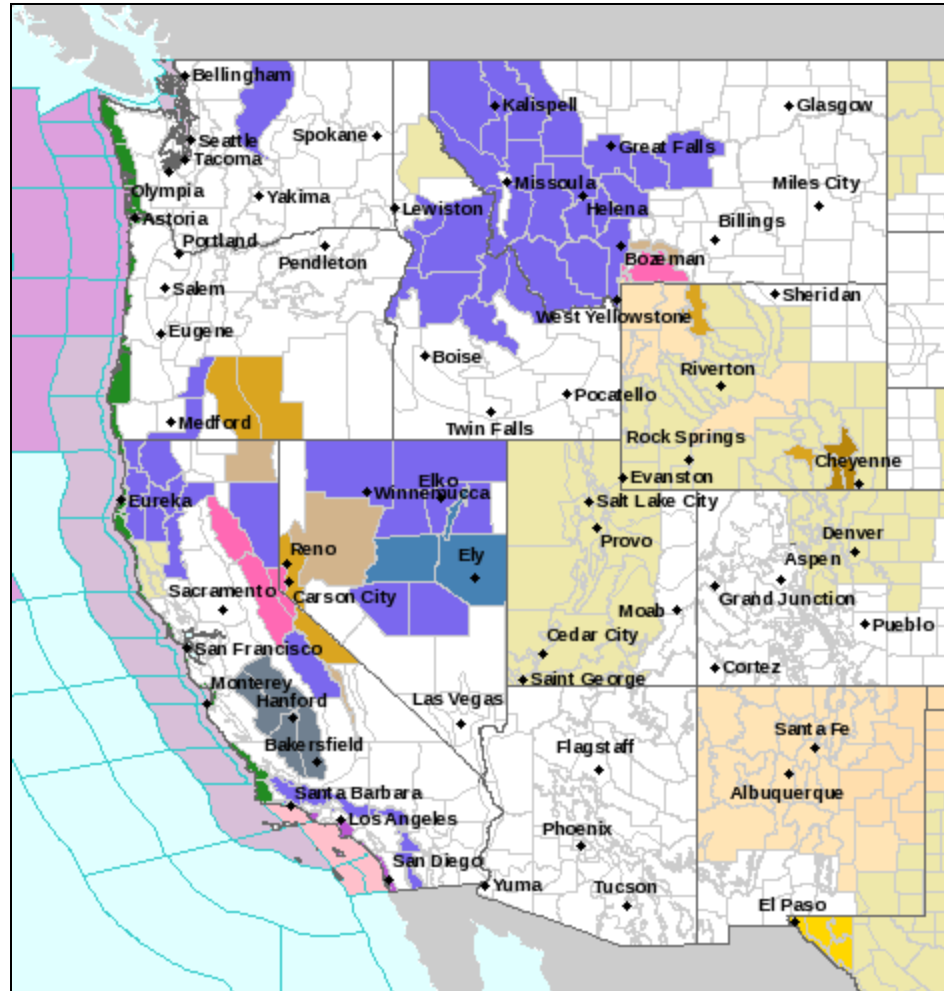 Bellingham
Kalispell
Glasgow
Spokane
Seattle
Great Falls
Tacoma
Olympia
Missoula
Miles City
Yakima
Lewiston
Helena
Astoria
Billings
Portland
Pendleton
Bozeman
Salem
Sheridan
West Yellowstone
Eugene
Boise
Riverton
Pocatello
Medford
Twin Falls
Rock Springs
Cheyenne
Evanston
Elko
Winnemucca
Eureka
Salt Lake City
Denver
Provo
Reno
Ely
Aspen
Sacramento
Carson City
Grand Junction
Moab
Pueblo
Cedar City
San Francisco
Cortez
Saint George
Monterey
Hanford
Las Vegas
Santa Fe
Bakersfield
Flagstaff
Albuquerque
Santa Barbara
Los Angeles
Phoenix
San Diego
Yuma
Tucson
El Paso